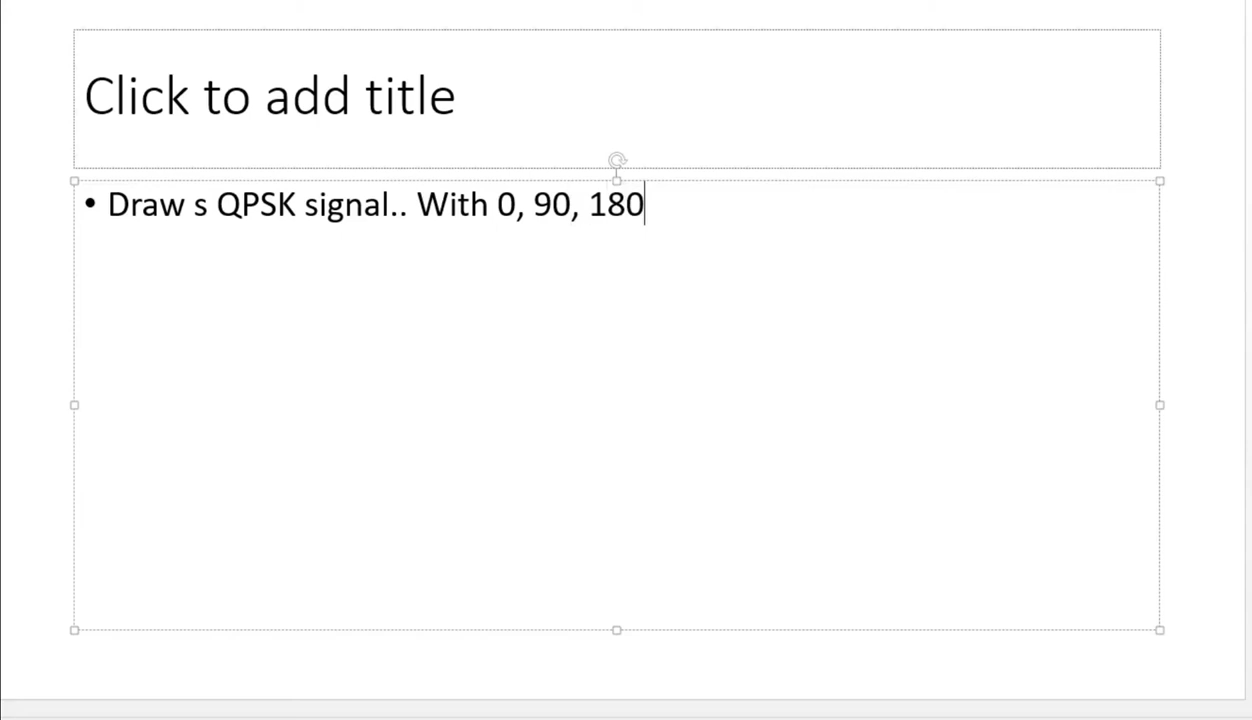 Click to add title
• Draw s QPSK signal.. With 0, 90, 180